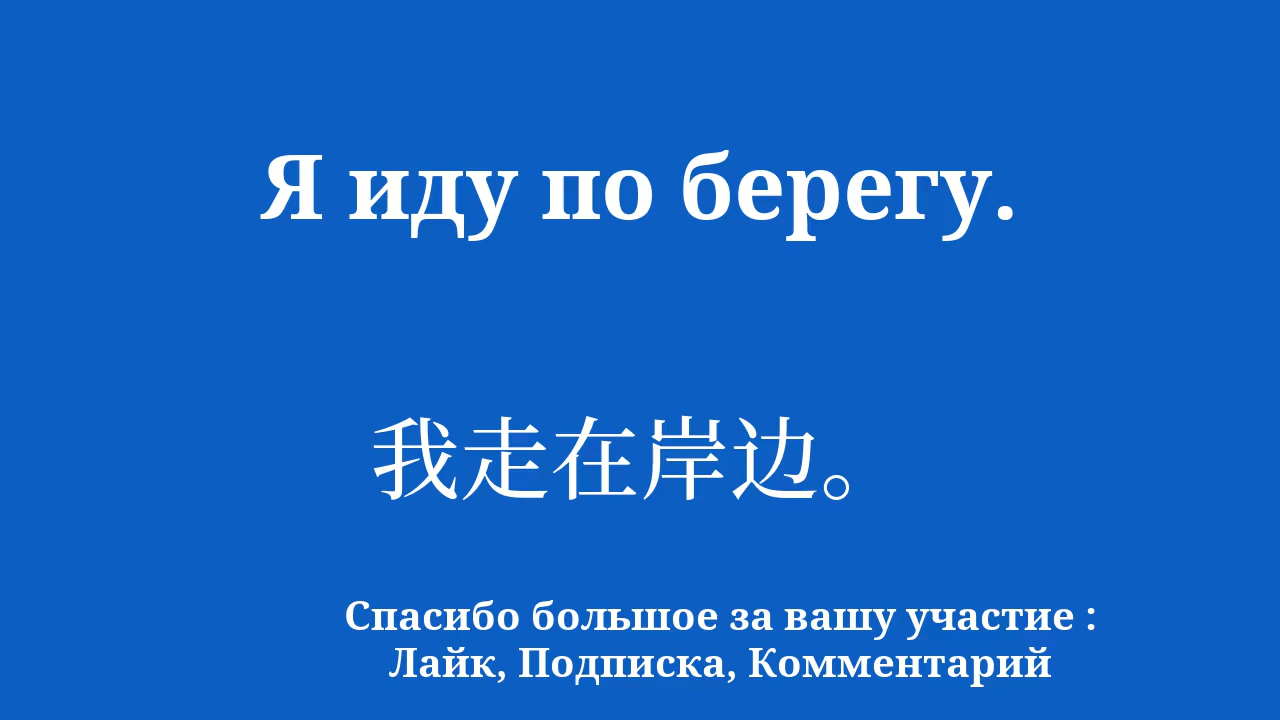 Я иду по берегу.
我走在岸边。
Спасибо большое за вашу участие :
Лайк, Подписка, Комментарий